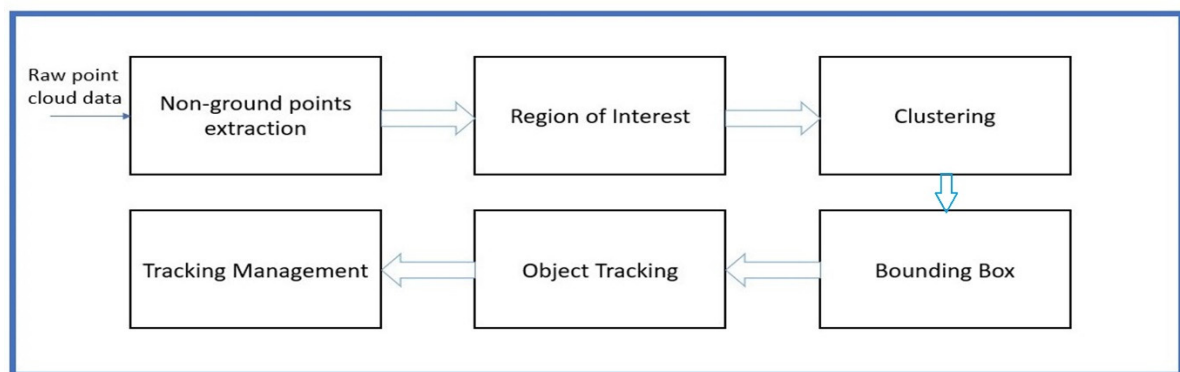 Raw point
cloud data
Non-ground points
extraction
Region of Interest
Clustering
Bounding Box
Object Tracking
Tracking Management